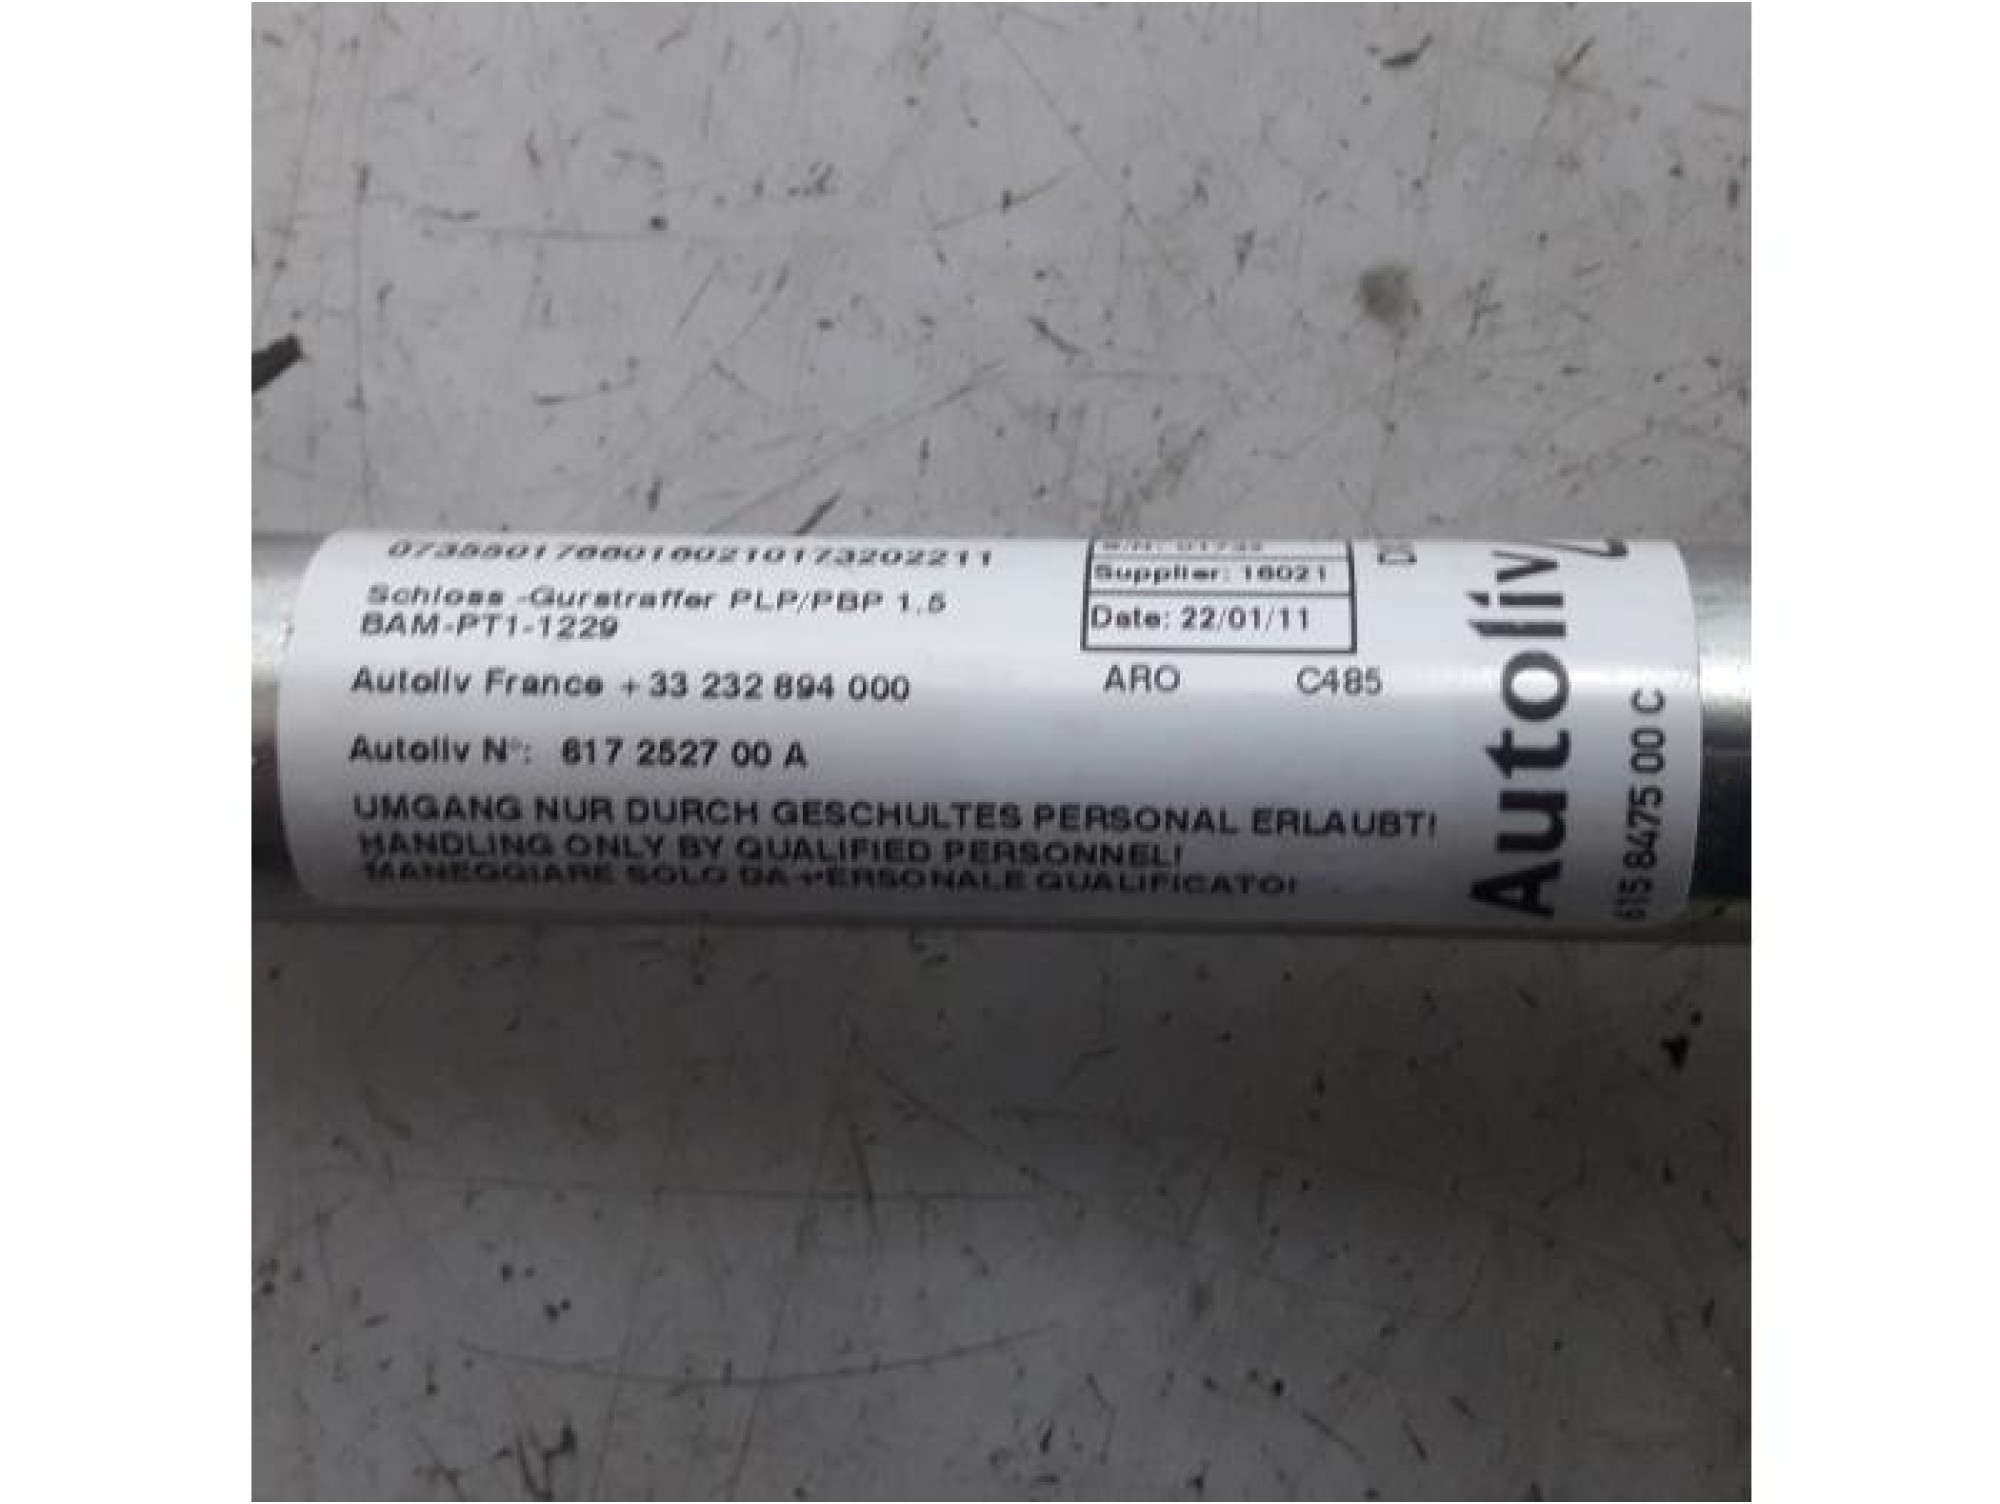 07355017660160210173202211
Schloss -Gurstraffer PLP/PBP 1,5
BAM-PT1-1229
Autoliv France +33 232 894 000
Autoliv N°: 617 2527 00 A
UMGANG NUR DURCH GESCHULTES PERSONAL ERLAUBT!
HANDLING ONLY BY QUALIFIED PERSONNEL!
MANEGGIARE SOLO DA PERSONALE QUALIFICATO!
S/N: 01732
Supplier: 16021
Date: 22/01/11
ARO C485
Autoliv
615 84775 00 C